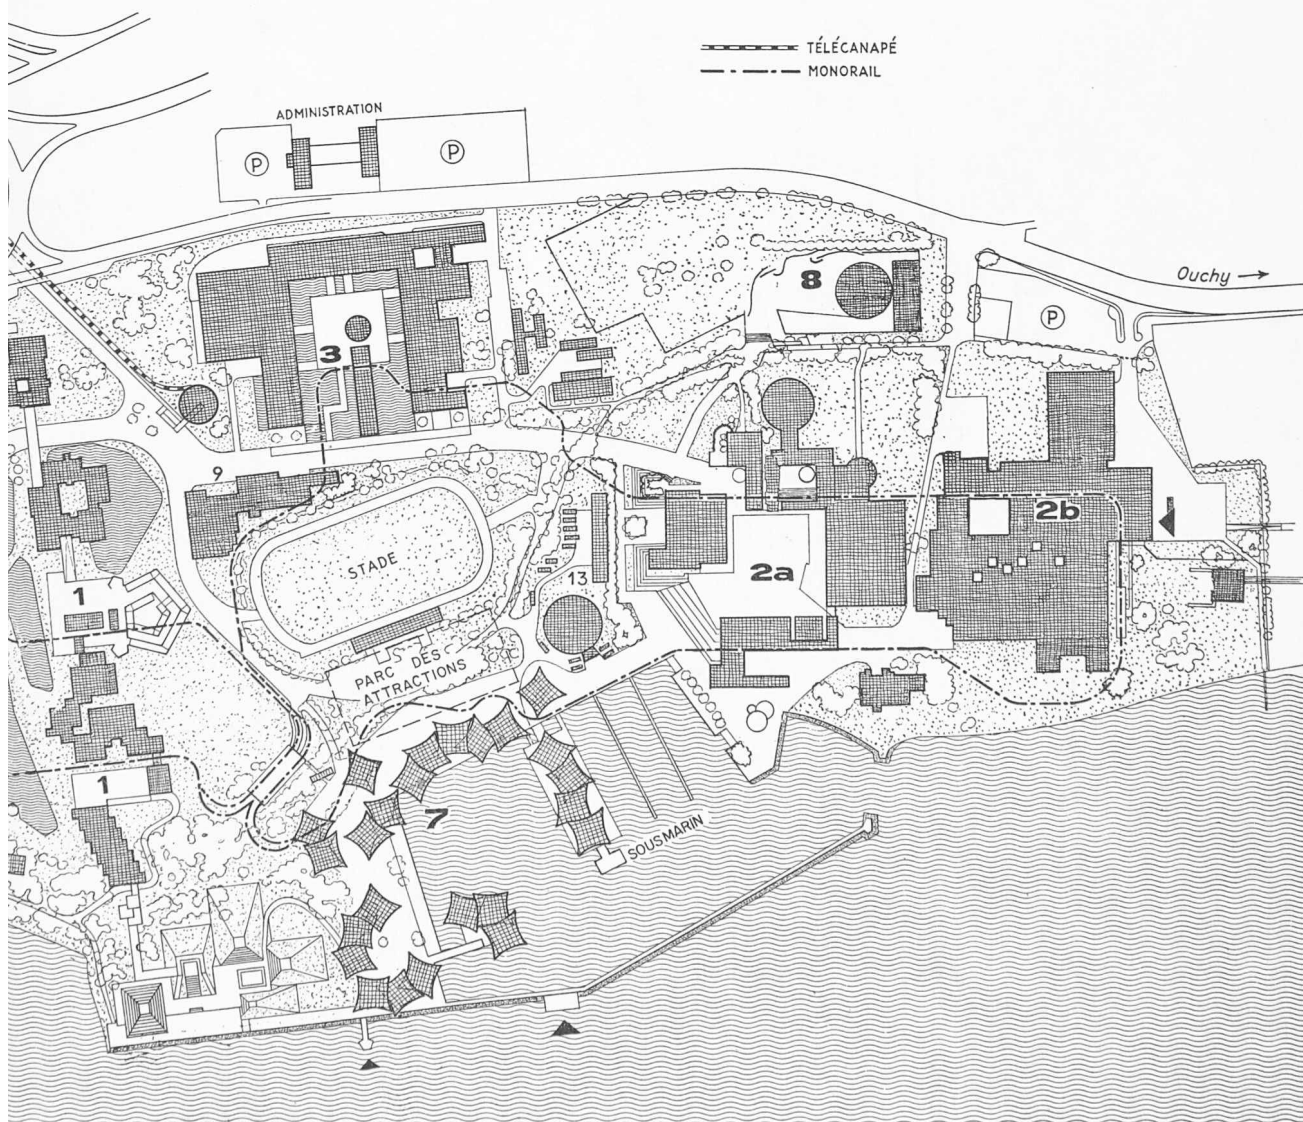 TÉLÉCANAPÉ
MONORAIL
ADMINISTRATION
P
P
8
Ouchy
P
3
9
2b
STADE
13
2a
1
PARC DES
ATTRACTIONS
1
7
SOUSMARIN